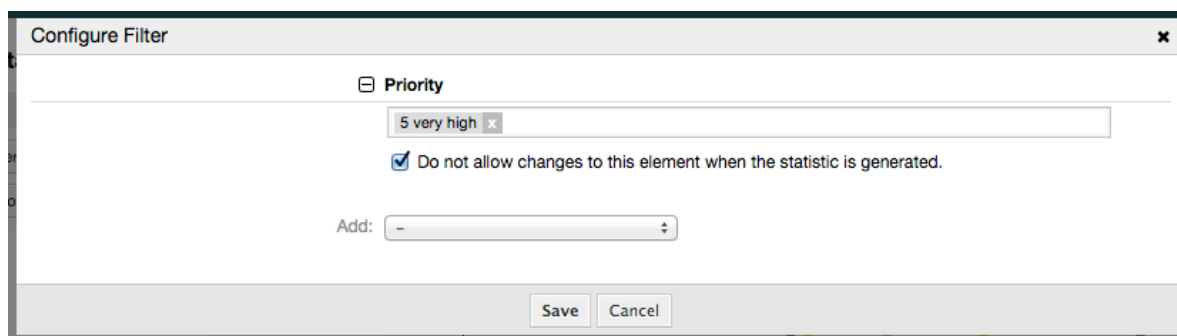 Configure Filter
Priority
5 very high x
Do not allow changes to this element when the statistic is generated.
Add: –
Save Cancel